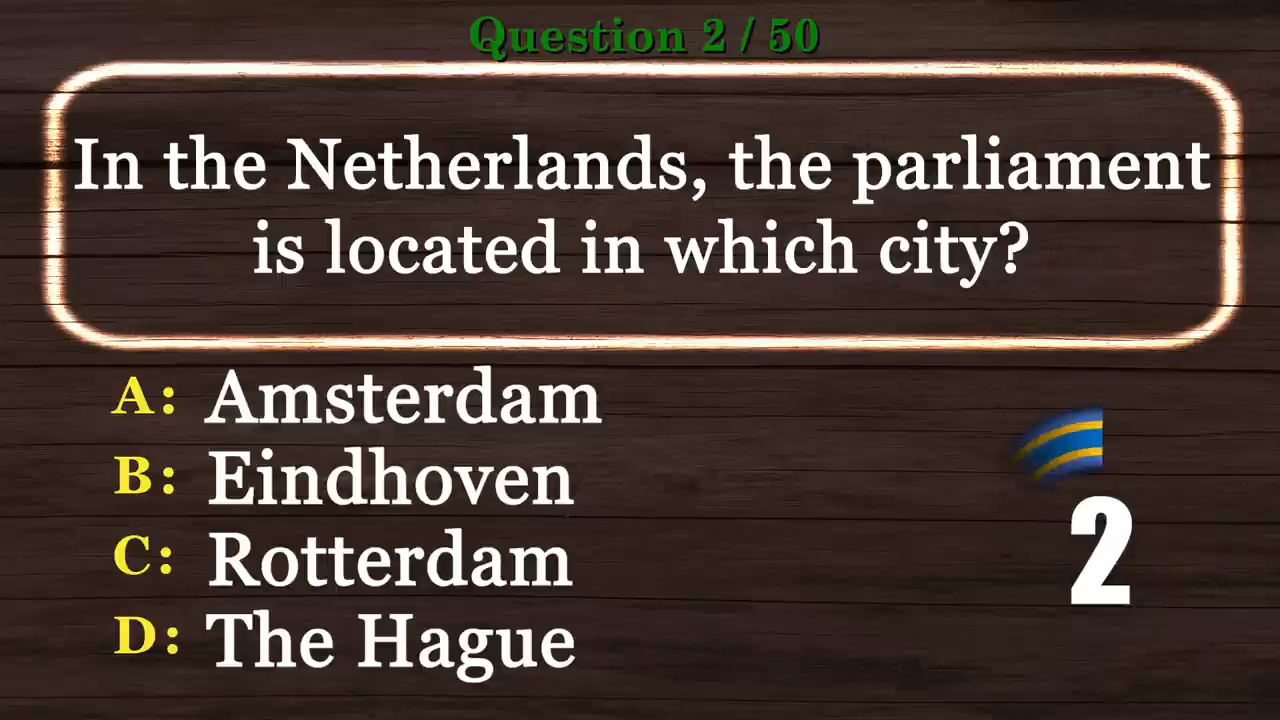 Question 2 / 50
In the Netherlands, the parliament
is located in which city?
A: Amsterdam
B: Eindhoven
C: Rotterdam
D: The Hague
2